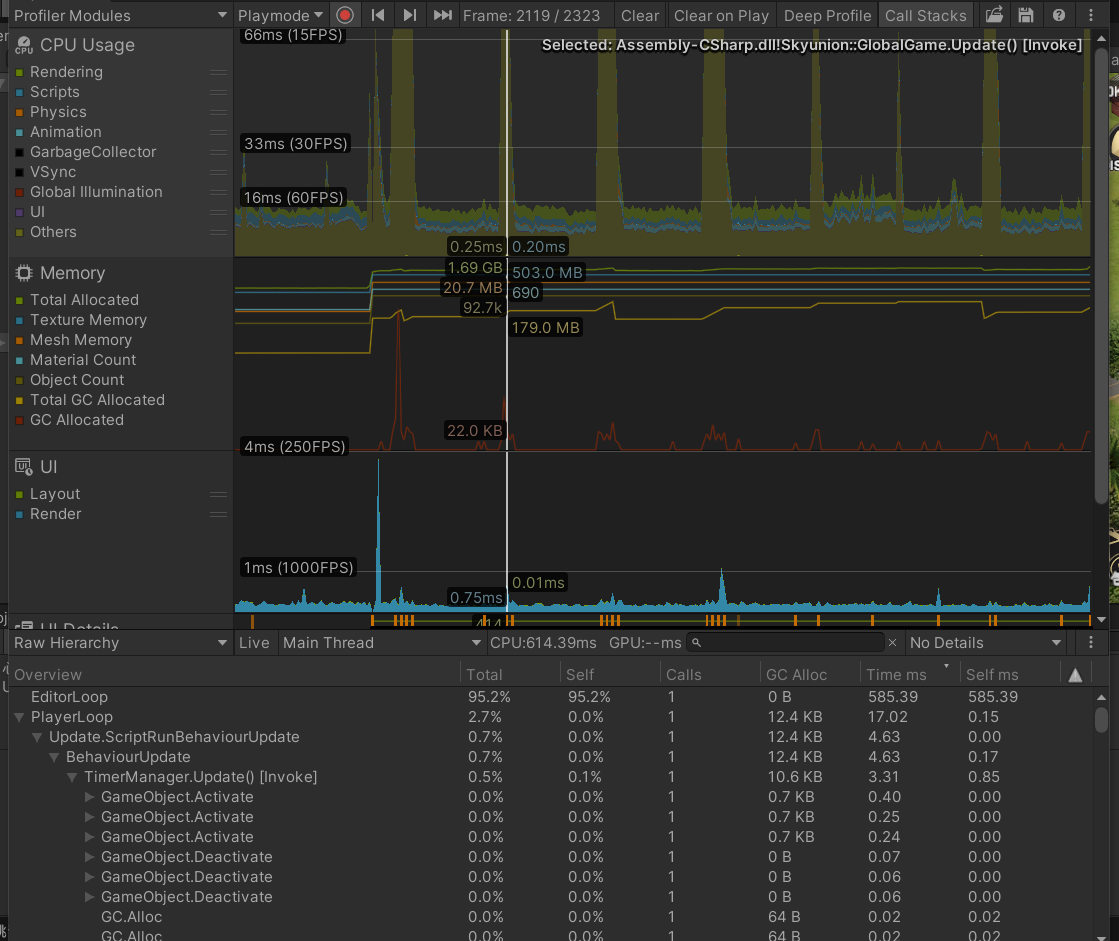 Profiler Modules Playmode Frame: 2119 / 2323 Clear Clear on Play Deep Profile Call Stacks
CPU Usage
Rendering
Scripts
Physics
Animation
GarbageCollector
VSync
Global Illumination
UI
Others
66ms (15FPS)
Selected: Assembly-CSharp.dll!Skyunion::GlobalGame.Update() [Invoke]
33ms (30FPS)
16ms (60FPS)
0.25ms 0.20ms
Memory
Total Allocated
Texture Memory
Mesh Memory
Material Count
Object Count
Total GC Allocated
GC Allocated
1.69 GB 503.0 MB
20.7 MB 690
92.7k
179.0 MB
22.0 KB
UI
Layout
Render
4ms (250FPS)
1ms (1000FPS)
0.01ms
0.75ms
UI Details
414
Raw Hierarchy Live Main Thread CPU:614.39ms GPU:--ms No Details
Overview Total Self Calls GC Alloc Time ms Self ms
EditorLoop 95.2% 95.2% 1 0 B 585.39 585.39
PlayerLoop 2.7% 0.0% 1 12.4 KB 17.02 0.15
Update.ScriptRunBehaviourUpdate 0.7% 0.0% 1 12.4 KB 4.63 0.00
BehaviourUpdate 0.7% 0.0% 1 12.4 KB 4.63 0.17
TimerManager.Update() [Invoke] 0.5% 0.1% 1 10.6 KB 3.31 0.85
GameObject.Activate 0.0% 0.0% 1 0.7 KB 0.40 0.00
GameObject.Activate 0.0% 0.0% 1 0.7 KB 0.25 0.00
GameObject.Activate 0.0% 0.0% 1 0.7 KB 0.24 0.00
GameObject.Deactivate 0.0% 0.0% 1 0 B 0.07 0.00
GameObject.Deactivate 0.0% 0.0% 1 0 B 0.06 0.00
GameObject.Deactivate 0.0% 0.0% 1 0 B 0.06 0.00
GC.Alloc 0.0% 0.0% 1 64 B 0.02 0.02
GC.Alloc 0.0% 0.0% 1 64 B 0.02 0.02